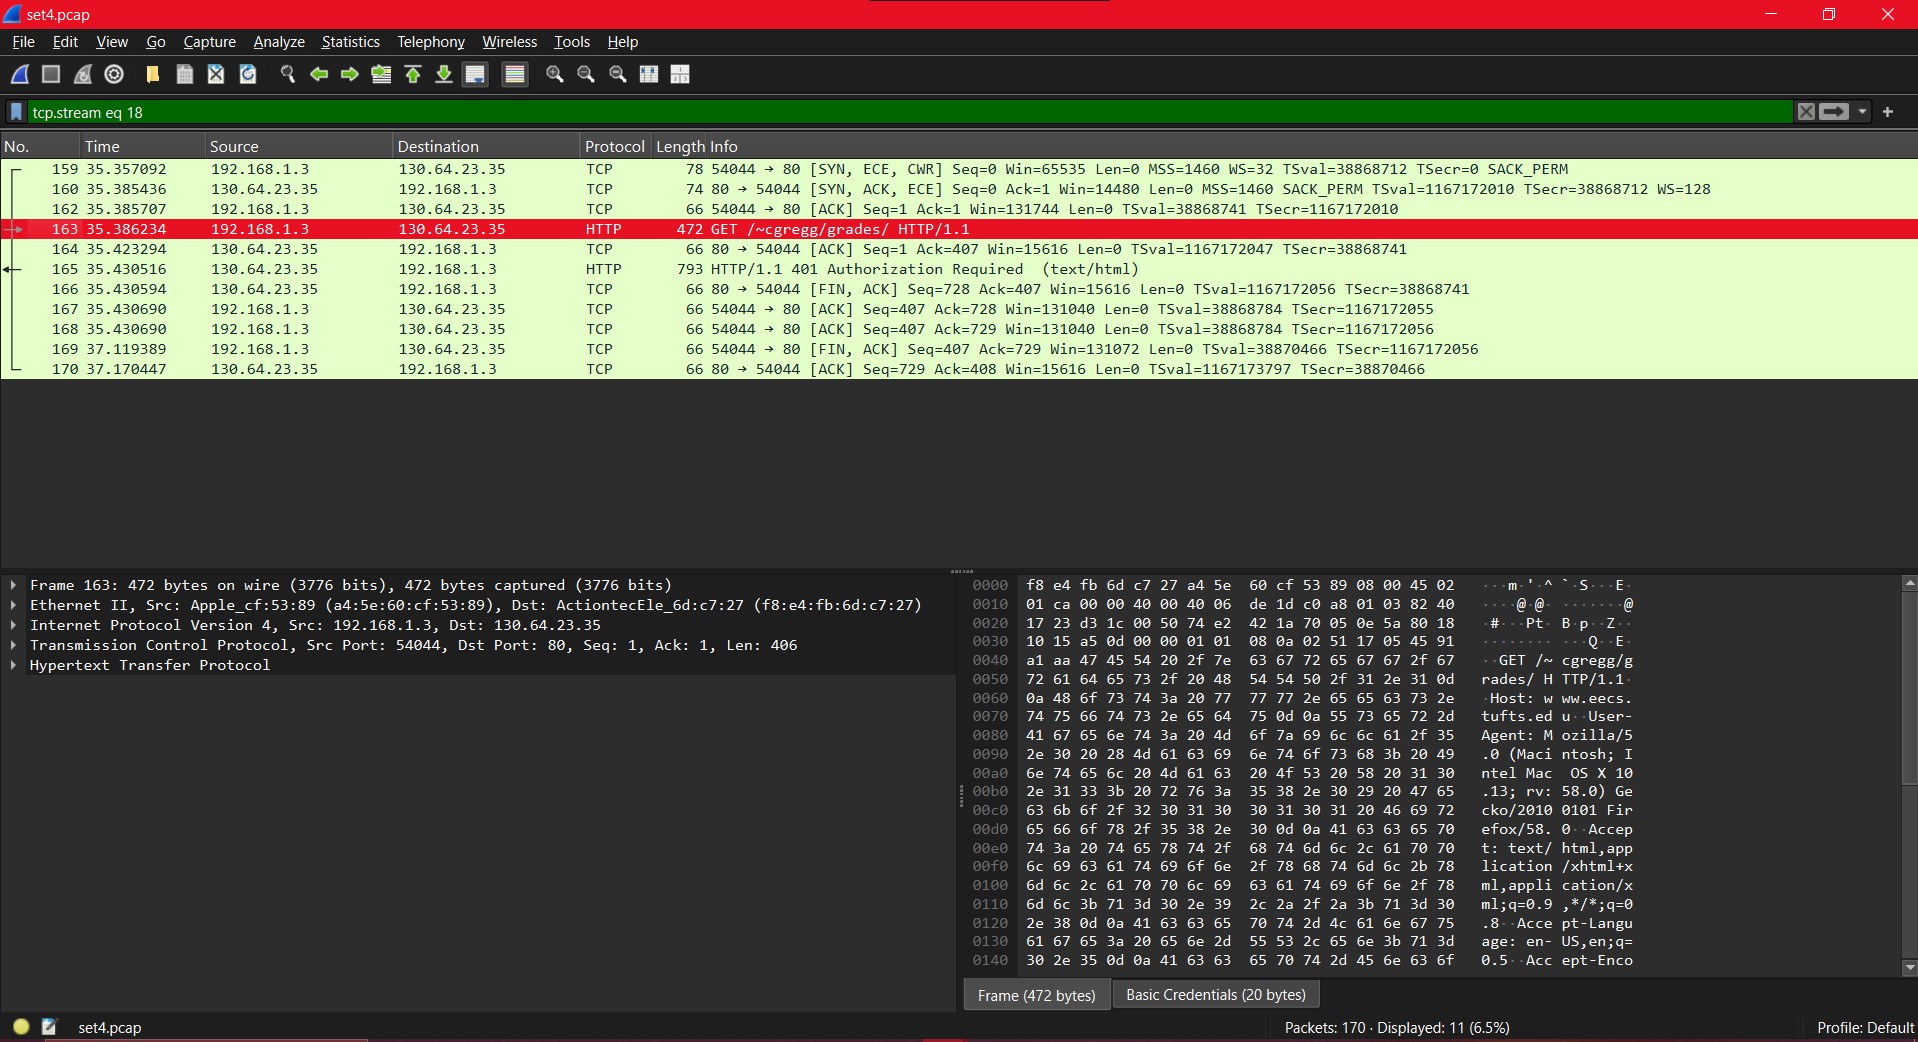 set4.pcap
File Edit View Go Capture Analyze Statistics Telephony Wireless Tools Help
tcp.stream eq 18
No. Time Source Destination Protocol Length Info
159 35.357092 192.168.1.3 130.64.23.35 TCP 78 54044 → 80 [SYN, ECE, CWR] Seq=0 Win=65535 Len=0 MSS=1460 WS=32 TSval=38868712 TSecr=0 SACK_PERM
160 35.385436 130.64.23.35 192.168.1.3 TCP 74 80 → 54044 [SYN, ACK, ECE] Seq=0 Ack=1 Win=14480 Len=0 MSS=1460 SACK_PERM TSval=1167172010 TSecr=38868712 WS=128
162 35.385707 192.168.1.3 130.64.23.35 TCP 66 54044 → 80 [ACK] Seq=1 Ack=1 Win=131744 Len=0 TSval=38868741 TSecr=1167172010
163 35.386234 192.168.1.3 130.64.23.35 HTTP 472 GET /~cgregg/grades/ HTTP/1.1
164 35.423294 130.64.23.35 192.168.1.3 TCP 66 80 → 54044 [ACK] Seq=1 Ack=407 Win=15616 Len=0 TSval=1167172047 TSecr=38868741
165 35.430516 130.64.23.35 192.168.1.3 HTTP 793 HTTP/1.1 401 Authorization Required (text/html)
166 35.430594 130.64.23.35 192.168.1.3 TCP 66 80 → 54044 [FIN, ACK] Seq=728 Ack=407 Win=15616 Len=0 TSval=1167172056 TSecr=38868741
167 35.430690 192.168.1.3 130.64.23.35 TCP 66 54044 → 80 [ACK] Seq=407 Ack=728 Win=131040 Len=0 TSval=38868784 TSecr=1167172055
168 35.430690 192.168.1.3 130.64.23.35 TCP 66 54044 → 80 [ACK] Seq=407 Ack=729 Win=131040 Len=0 TSval=38868784 TSecr=1167172056
169 37.119389 192.168.1.3 130.64.23.35 TCP 66 54044 → 80 [FIN, ACK] Seq=407 Ack=729 Win=131072 Len=0 TSval=38870466 TSecr=1167172056
170 37.170447 130.64.23.35 192.168.1.3 TCP 66 80 → 54044 [ACK] Seq=729 Ack=408 Win=15616 Len=0 TSval=1167173797 TSecr=38870466
Frame 163: 472 bytes on wire (3776 bits), 472 bytes captured (3776 bits)
Ethernet II, Src: Apple_cf:53:89 (a4:5e:60:cf:53:89), Dst: ActiontecEle_6d:c7:27 (f8:e4:fb:6d:c7:27)
Internet Protocol Version 4, Src: 192.168.1.3, Dst: 130.64.23.35
Transmission Control Protocol, Src Port: 54044, Dst Port: 80, Seq: 1, Ack: 1, Len: 406
Hypertext Transfer Protocol
0000 f8 e4 fb 6d c7 27 a4 5e 60 cf 53 89 08 00 45 02 ···m·'·^ `·S···E·
0010 01 ca 00 00 40 00 40 06 de 1d c0 a8 01 03 82 40 ····@·@· ·······@
0020 17 23 d3 1c 00 50 74 e2 42 1a 70 05 0e 5a 80 18 ·#···Pt· B·p··Z··
0030 10 15 a5 0d 00 00 01 01 08 0a 02 51 17 05 45 91 ········ ···Q··E·
0040 a1 aa 47 45 54 20 2f 7e 63 67 72 65 67 67 2f 67 ··GET /~ cgregg/g
0050 72 61 64 65 73 2f 20 48 54 54 50 2f 31 2e 31 0d rades/ H TTP/1.1·
0060 0a 48 6f 73 74 3a 20 77 77 77 2e 65 65 63 73 2e ·Host: w ww.eecs.
0070 74 75 66 74 73 2e 65 64 75 0d 0a 55 73 65 72 2d tufts.ed u··User-
0080 41 67 65 6e 74 3a 20 4d 6f 7a 69 6c 6c 61 2f 35 Agent: M ozilla/5
0090 2e 30 20 28 4d 61 63 69 6e 74 6f 73 68 3b 20 49 .0 (Maci ntosh; I
00a0 6e 74 65 6c 20 4d 61 63 20 4f 53 20 58 20 31 30 ntel Mac OS X 10
00b0 2e 31 33 3b 20 72 76 3a 35 38 2e 30 29 20 47 65 .13; rv: 58.0) Ge
00c0 63 6b 6f 2f 32 30 31 30 30 31 30 31 20 46 69 72 cko/2010 0101 Fir
00d0 65 66 6f 78 2f 35 38 2e 30 0d 0a 41 63 63 65 70 efox/58. 0··Accep
00e0 74 3a 20 74 65 78 74 2f 68 74 6d 6c 2c 61 70 70 t: text/ html,app
00f0 6c 69 63 61 74 69 6f 6e 2f 78 68 74 6d 6c 2b 78 lication /xhtml+x
0100 6d 6c 2c 61 70 70 6c 69 63 61 74 69 6f 6e 2f 78 ml,appli cation/x
0110 6d 6c 3b 71 3d 30 2e 39 2c 2a 2f 2a 3b 71 3d 30 ml;q=0.9 ,*/*;q=0
0120 2e 38 0d 0a 41 63 63 65 70 74 2d 4c 61 6e 67 75 .8··Acce pt-Langu
0130 61 67 65 3a 20 65 6e 2d 55 53 2c 65 6e 3b 71 3d age: en- US,en;q=
0140 30 2e 35 0d 0a 41 63 63 65 70 74 2d 45 6e 63 6f 0.5··Acc ept-Enco
Frame (472 bytes) Basic Credentials (20 bytes)
set4.pcap Packets: 170 · Displayed: 11 (6.5%) Profile: Default